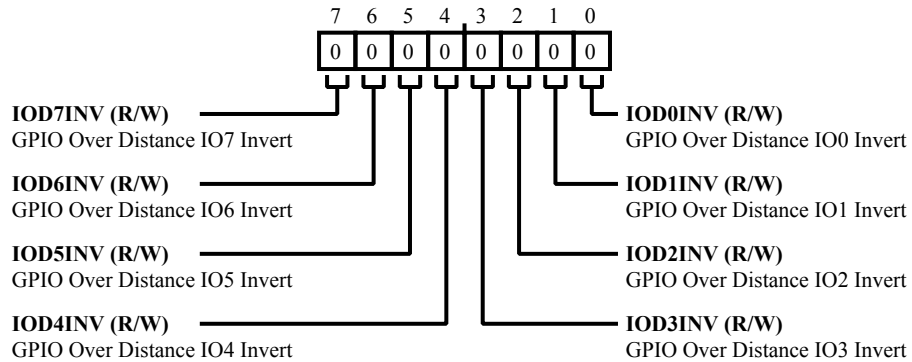 7 6 5 4 3 2 1 0
0 0 0 0 0 0 0 0
IOD7INV (R/W)
GPIO Over Distance IO7 Invert
IOD6INV (R/W)
GPIO Over Distance IO6 Invert
IOD5INV (R/W)
GPIO Over Distance IO5 Invert
IOD4INV (R/W)
GPIO Over Distance IO4 Invert
IOD0INV (R/W)
GPIO Over Distance IO0 Invert
IOD1INV (R/W)
GPIO Over Distance IO1 Invert
IOD2INV (R/W)
GPIO Over Distance IO2 Invert
IOD3INV (R/W)
GPIO Over Distance IO3 Invert